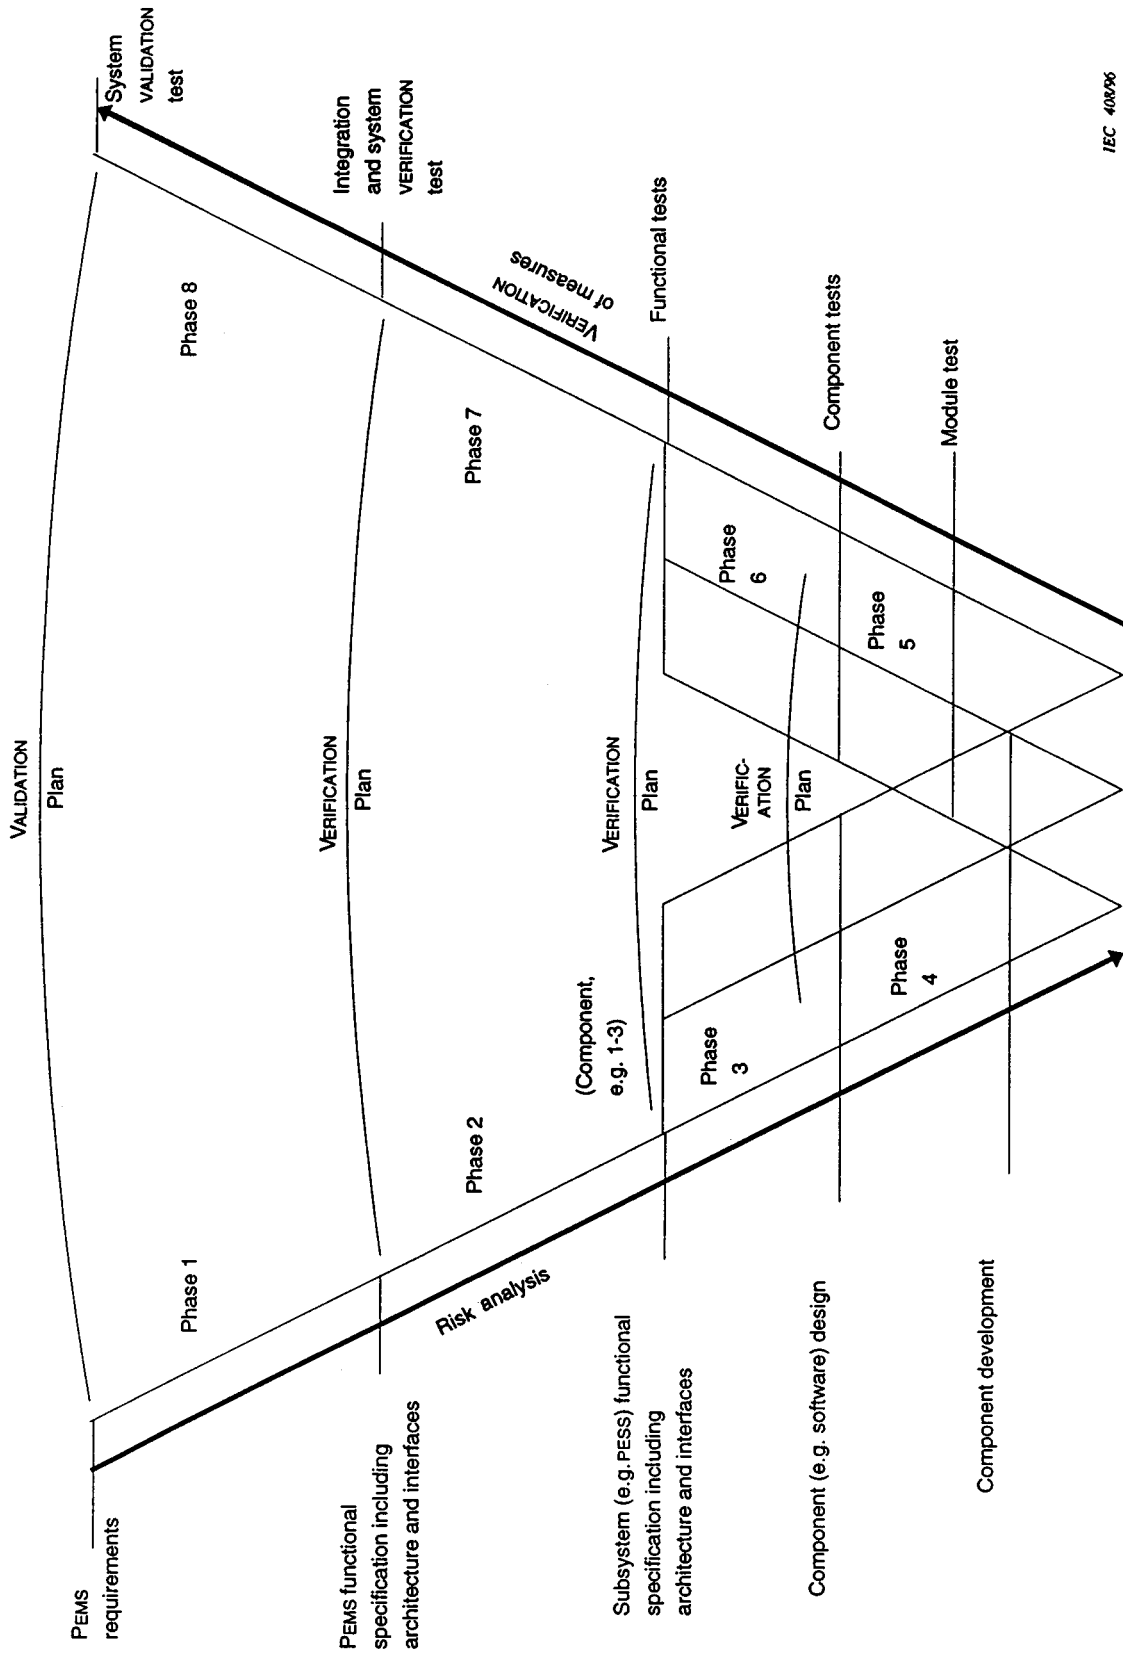 VALIDATION
Plan
PEMS
requirements
System
VALIDATION
test
Phase 1
Phase 8
VERIFICATION
Plan
PEMS functional
specification including
architecture and interfaces
Integration
and system
VERIFICATION
test
Risk analysis
VERIFICATION
of measures
Phase 2
Phase 7
(Component,
e.g. 1-3)
VERIFICATION
Plan
Subsystem (e.g. PESS) functional
specification including
architecture and interfaces
Functional tests
Phase
3
VERIFIC-
ATION
Plan
Phase
6
Component (e.g. software) design
Component tests
Phase
4
Phase
5
Module test
Component development
IEC 408/96